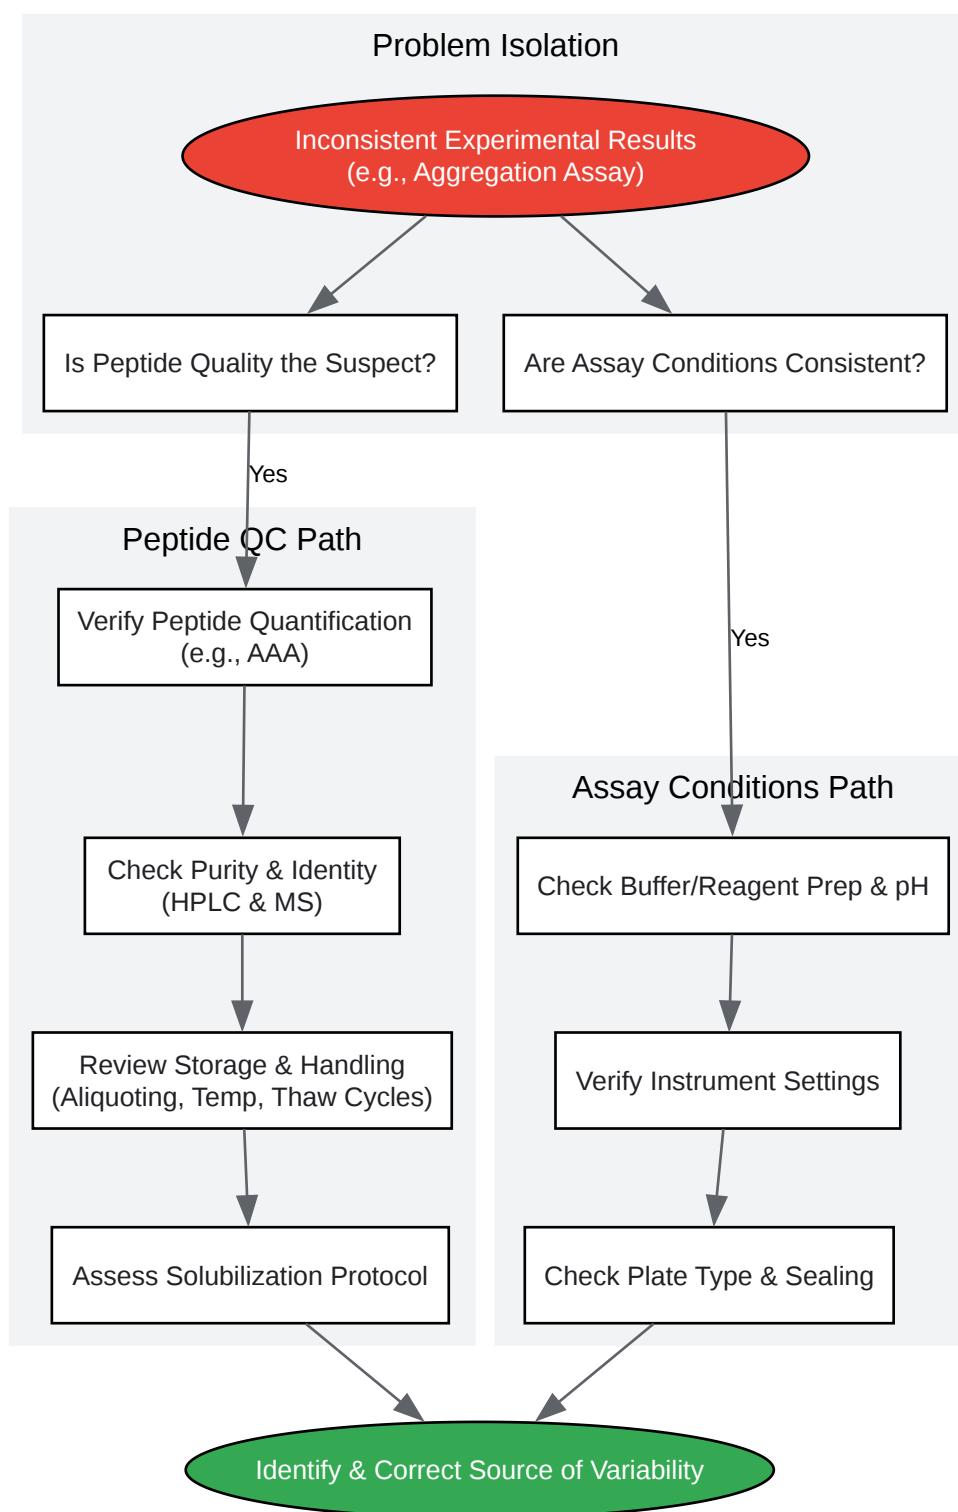 Problem Isolation
Inconsistent Experimental Results
(e.g., Aggregation Assay)
Is Peptide Quality the Suspect?
Are Assay Conditions Consistent?
Yes
Peptide QC Path
Verify Peptide Quantification
(e.g., AAA)
Yes
Assay Conditions Path
Check Purity & Identity
(HPLC & MS)
Check Buffer/Reagent Prep & pH
Review Storage & Handling
(Aliquoting, Temp, Thaw Cycles)
Verify Instrument Settings
Assess Solubilization Protocol
Check Plate Type & Sealing
Identify & Correct Source of Variability